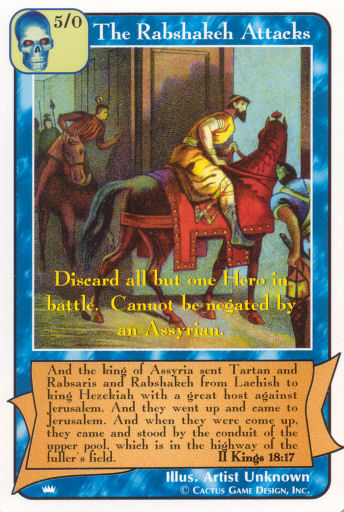 5/0
The Rabshakeh Attacks
Discard all but one Hero in
battle. Cannot be negated by
an Assyrian.
And the king of Assyria sent Tartan and
Rabsaris and Rabshakeh from Lachish to
king Hezekiah with a great host against
Jerusalem. And they went up and came to
Jerusalem. And when they were come up,
they came and stood by the conduit of the
upper pool, which is in the highway of the
fuller's field. II Kings 18:17
Illus. Artist Unknown
© Cactus Game Design, Inc.